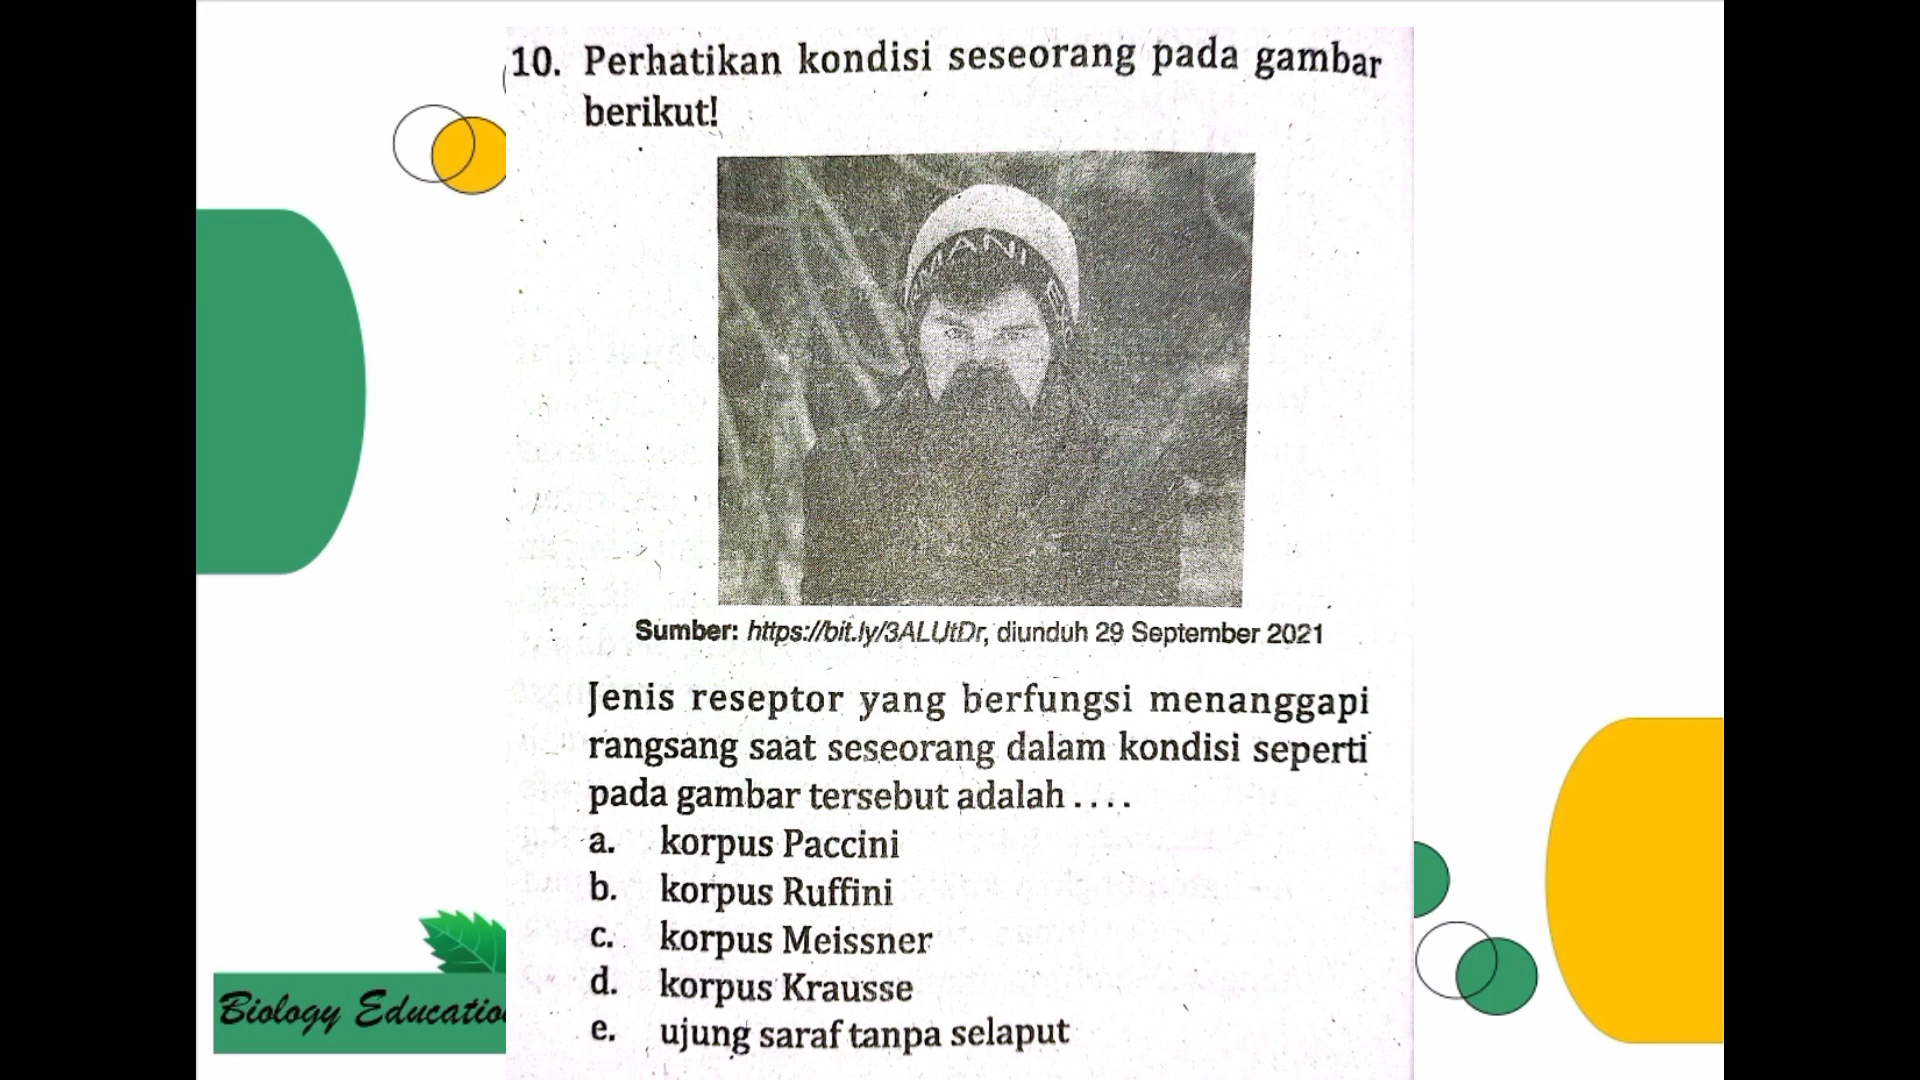 10. Perhatikan kondisi seseorang pada gambar
berikut!
MANI
Sumber: https://bit.ly/3ALUtDr, diunduh 29 September 2021
Jenis reseptor yang berfungsi menanggapi
rangsang saat seseorang dalam kondisi seperti
pada gambar tersebut adalah ....
a. korpus Paccini
b. korpus Ruffini
c. korpus Meissner
d. korpus Krausse
e. ujung saraf tanpa selaput
Biology Educatio